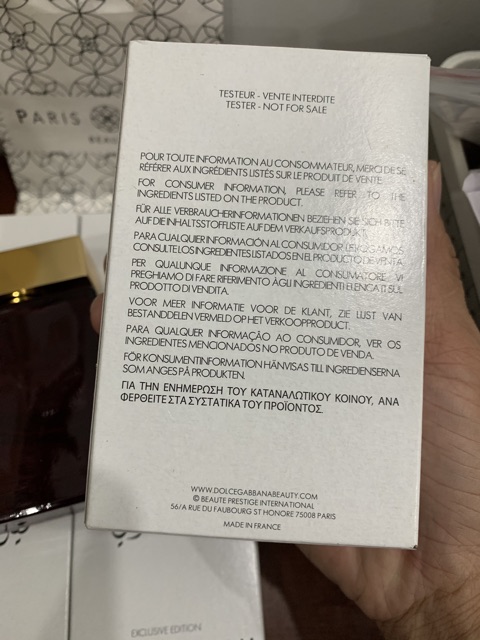 PARIS
BEAU
TESTEUR - VENTE INTERDITE
TESTER - NOT FOR SALE
POUR TOUTE INFORMATION AU CONSOMMATEUR, MERCI DE SE
RÉFÉRER AUX INGRÉDIENTS LISTÉS SUR LE PRODUIT DE VENTE.
FOR CONSUMER INFORMATION, PLEASE REFER TO THE
INGREDIENTS LISTED ON THE PRODUCT.
FÜR ALLE VERBRAUCHERINFORMATIONEN BEZIEHEN SIE SICH BITTE
AUF DIE INHALTSSTOFFLISTE AUF DEM VERKAUFSPRODUKT.
PARA CUALQUIER INFORMACIÓN AL CONSUMIDOR LE ROGAMOS
CONSULTE LOS INGREDIENTES LISTADOS EN EL PRODUCTO DE VENTA.
PER QUALUNQUE INFORMAZIONE AL CONSUMATORE VI
PREGHIAMO DI FARE RIFERIMENTO À GLI INGREDIENTI ELENCATI SUL
PRODOTTO DI VENDITA.
VOOR MEER INFORMATIE VOOR DE KLANT, ZIE LIJST VAN
BESTANDDELEN VERMELD OP HET VERKOOPPRODUCT.
PARA QUALQUER INFORMAÇÃO AO CONSUMIDOR, VER OS
INGREDIENTES MENCIONADOS NO PRODUTO DE VENDA.
FÖR KONSUMENTINFORMATION HÄNVISAS TILL INGREDIENSERNA
SOM ANGES PÅ PRODUKTEN.
ΓΙΑ ΤΗΝ ΕΝΗΜΕΡΩΣΗ ΤΟΥ ΚΑΤΑΝΑΛΩΤΙΚΟΥ ΚΟΙΝΟΥ, ΑΝΑ
ΦΕΡΘΕΙΤΕ ΣΤΑ ΣΥΣΤΑΤΙΚΑ ΤΟΥ ΠΡΟΪΟΝΤΟΣ.
WWW.DOLCEGABBANABEAUTY.COM
© BEAUTE PRESTIGE INTERNATIONAL
56/A RUE DU FAUBOURG ST HONORE 75008 PARIS
MADE IN FRANCE
EXCLUSIVE EDITION